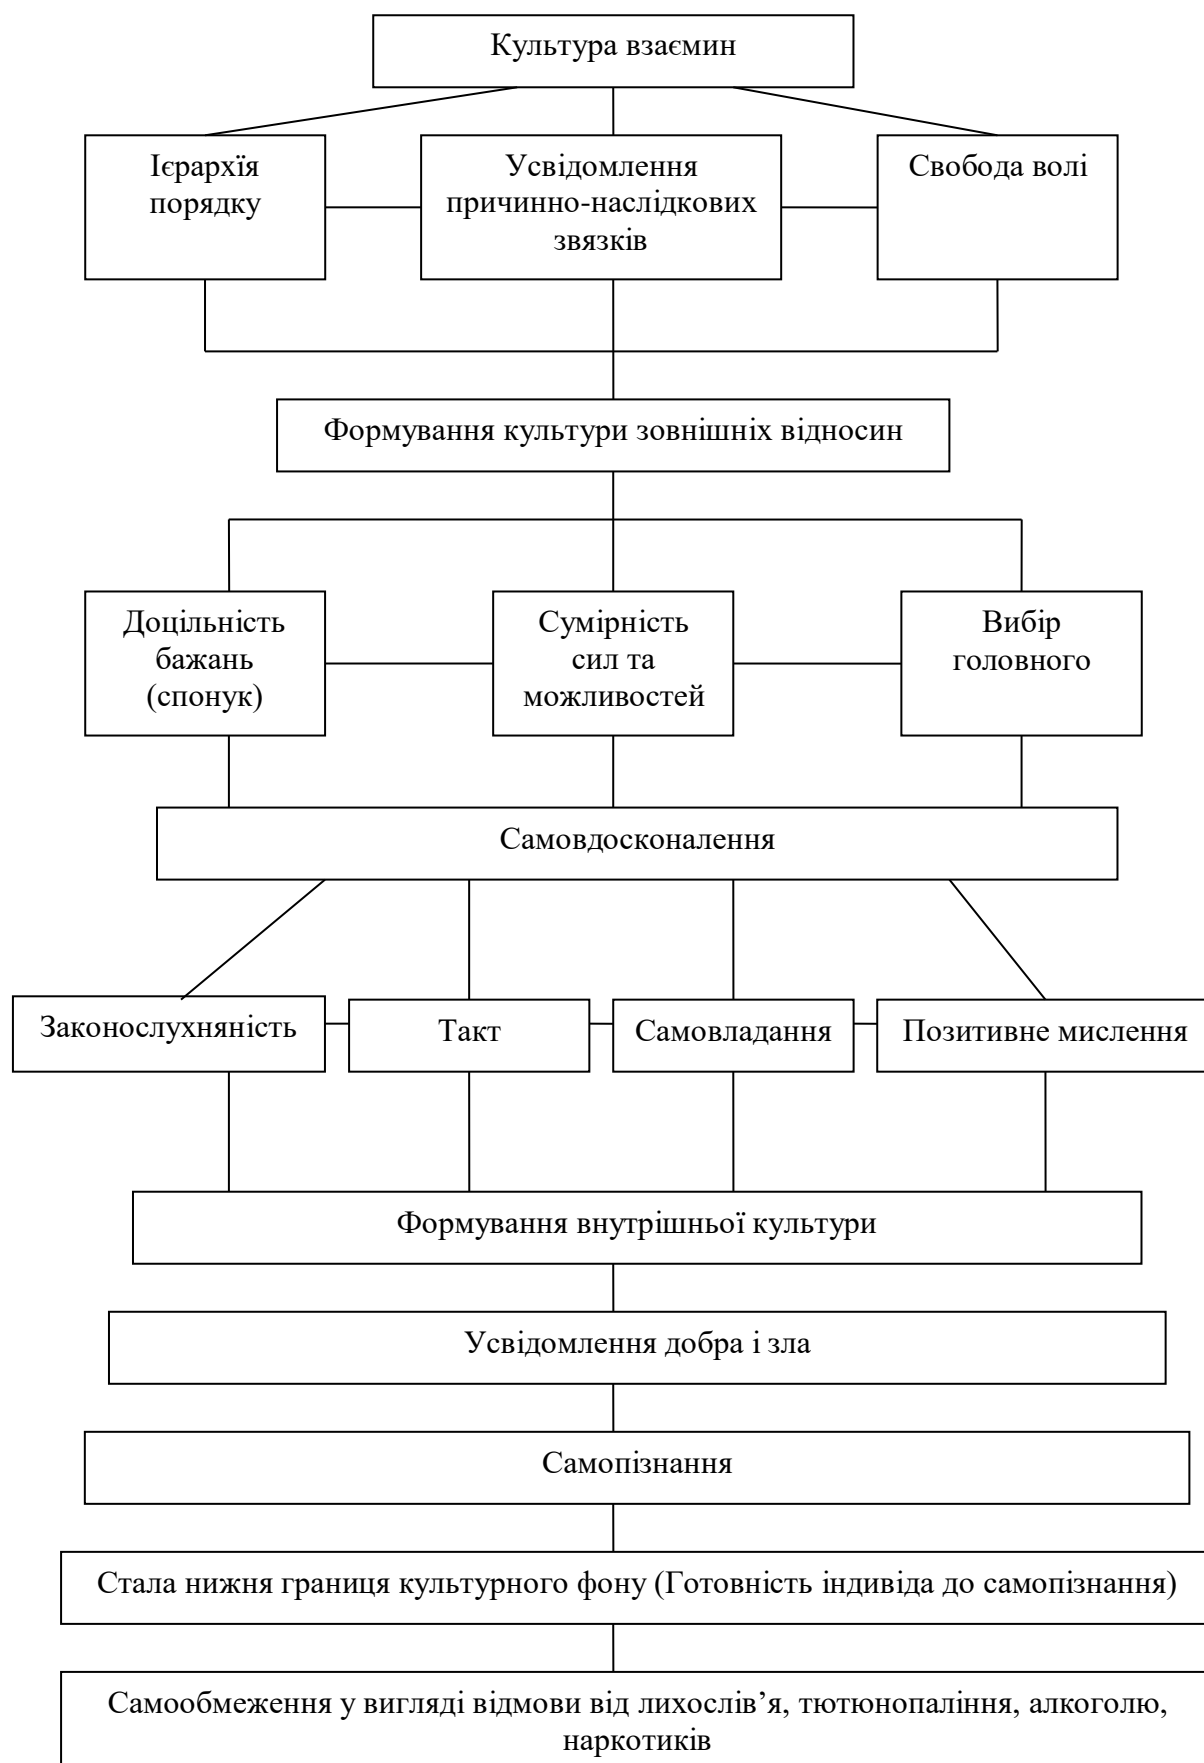 Культура взаємин
Ієрархїя
порядку
Усвідомлення
причинно-наслідкових
звязків
Свобода волі
Формування культури зовнішніх відносин
Доцільність
бажань
(спонук)
Сумірність
сил та
можливостей
Вибір
головного
Самовдосконалення
Законослухняність
Такт
Самовладання
Позитивне мислення
Формування внутрішньої культури
Усвідомлення добра і зла
Самопізнання
Стала нижня границя культурного фону (Готовність індивіда до самопізнання)
Самообмеження у вигляді відмови від лихослів’я, тютюнопаління, алкоголю,
наркотиків